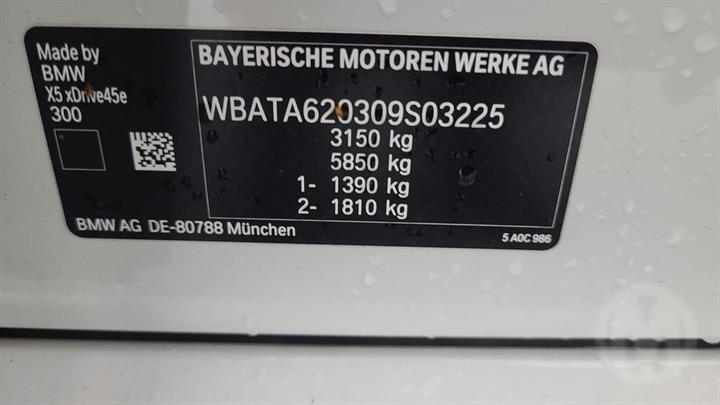 Made by
BMW
X5 xDrive45e
300
BAYERISCHE MOTOREN WERKE AG
WBATA620309S03225
3150 kg
5850 kg
1- 1390 kg
2- 1810 kg
BMW AG DE-80788 München
5 A0C 986